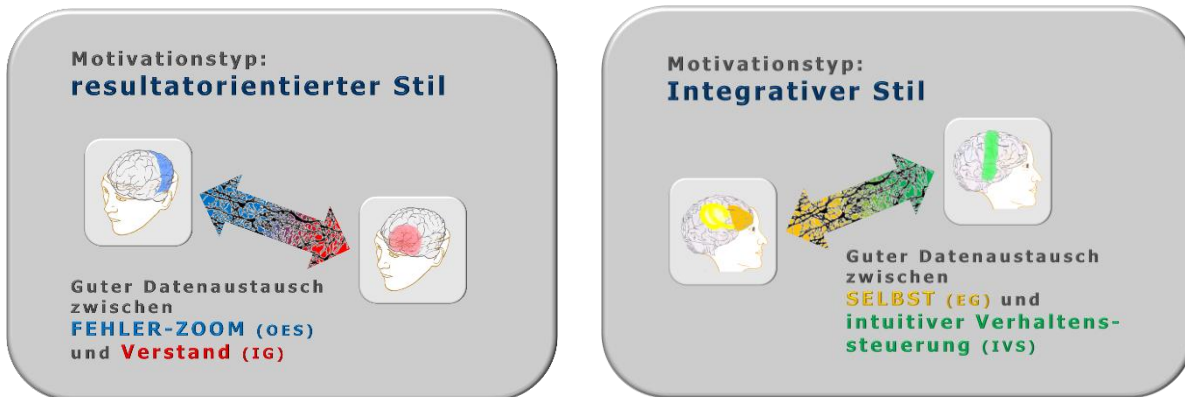 Motivationstyp:
resultatorientierter Stil
Guter Datenaustausch
zwischen
FEHLER-ZOOM (OES)
und Verstand (IG)
Motivationstyp:
Integrativer Stil
Guter Datenaustausch
zwischen
SELBST (EG) und
intuitiver Verhaltens-
steuerung (IVS)